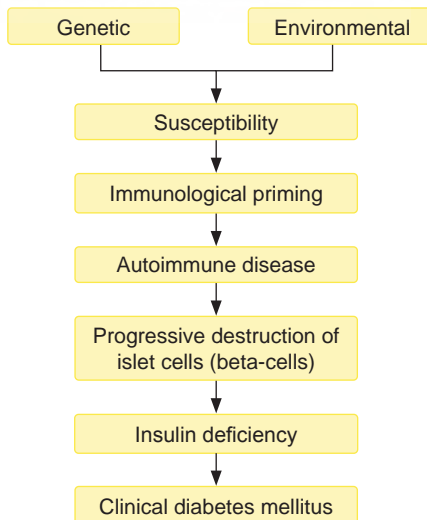 Genetic
Environmental
Susceptibility
Immunological priming
Autoimmune disease
Progressive destruction of
islet cells (beta-cells)
Insulin deficiency
Clinical diabetes mellitus